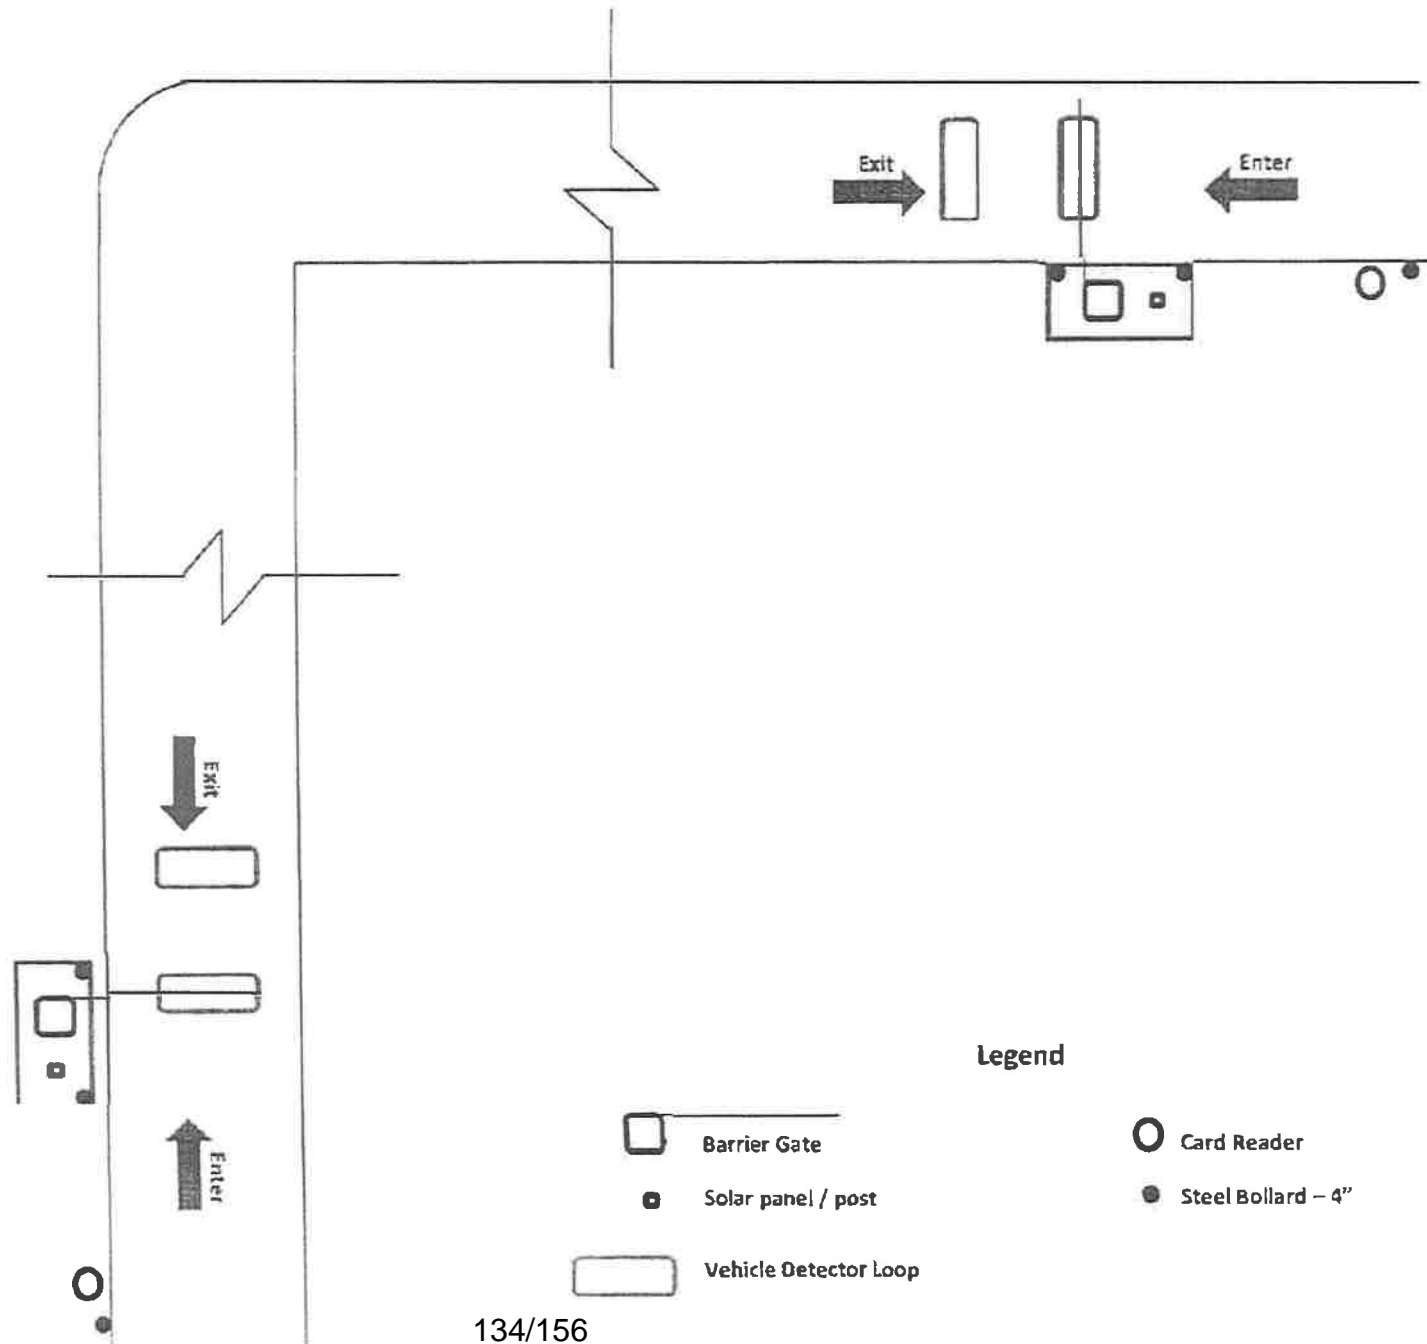 Exit
Enter
Exit
Enter
Legend
Barrier Gate
Card Reader
Solar panel / post
Steel Bollard – 4”
Vehicle Detector Loop
134/156